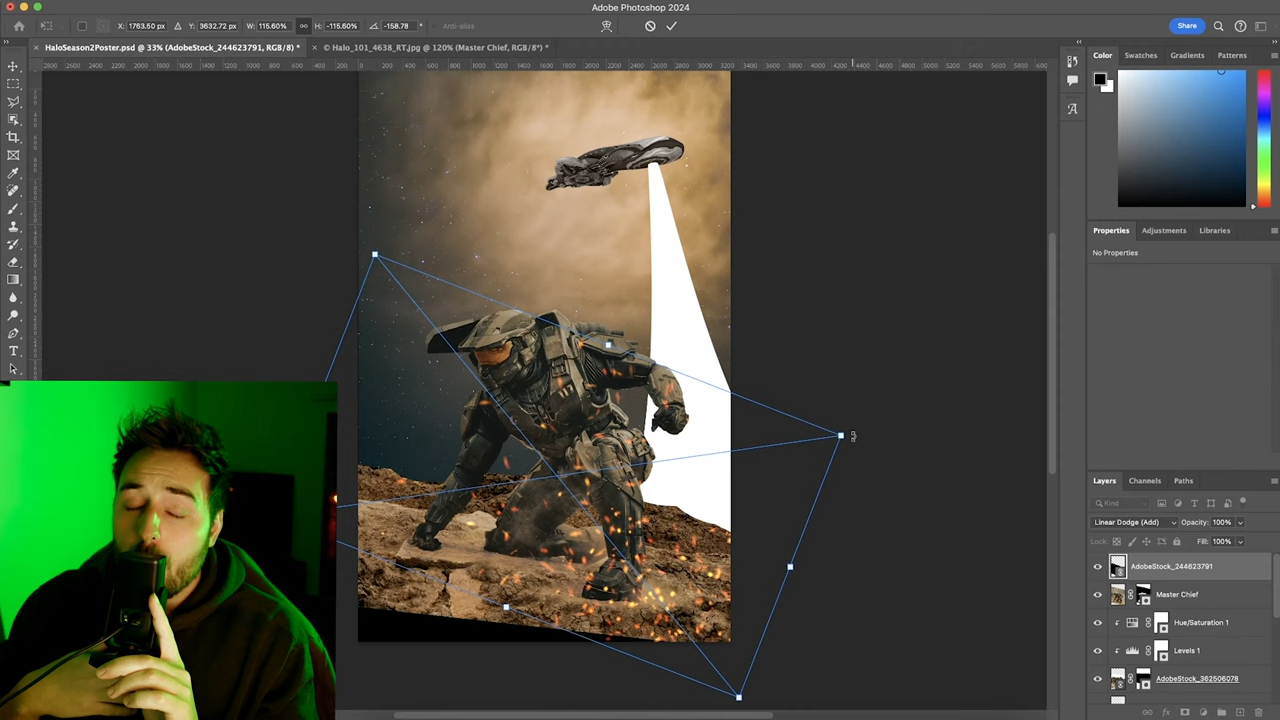 Adobe Photoshop 2024
X: 1763.50 px Y: 3632.72 px W: 115.60% H: -115.60% -158.78 ° Anti-alias
Share
HaloSeason2Poster.psd @ 33% (AdobeStock_244623791, RGB/8) *
© Halo_101_4638_RT.jpg @ 120% (Master Chief, RGB/8*) *
Color Swatches Gradients Patterns
Properties Adjustments Libraries
No Properties
Layers Channels Paths
Kind
Linear Dodge (Add) Opacity: 100%
Lock: Fill: 100%
AdobeStock_244623791
Master Chief
Hue/Saturation 1
Levels 1
AdobeStock_362506078